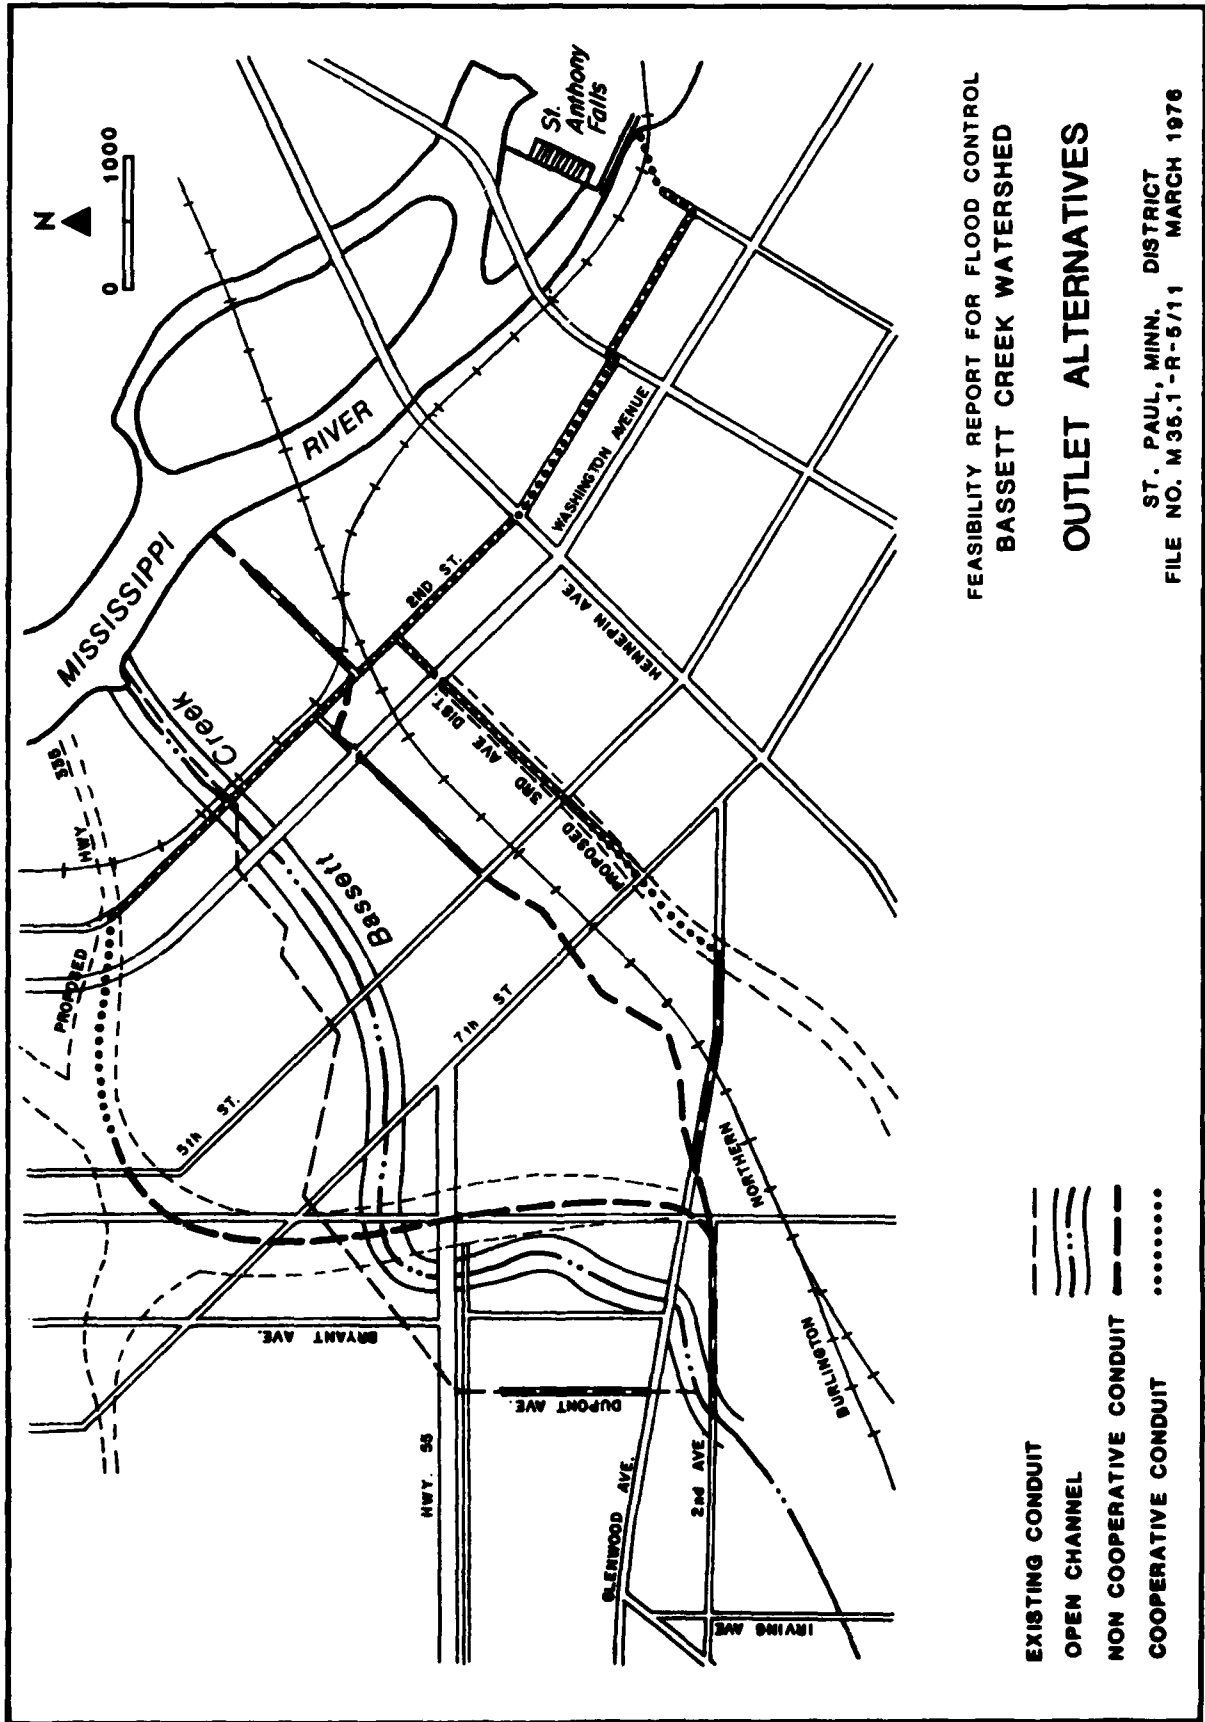 N
0 1000
St.
Anthony
Falls
MISSISSIPPI
RIVER
Bassett
Creek
PROPOSED
HWY
336
5th ST.
7th ST
2ND ST.
WASHINGTON AVENUE
HENNEPIN AVE.
PROPOSED 3RD AVE DIST.
BRYANT AVE.
DUPONT AVE.
HWY. 55
GLENWOOD AVE.
2nd AVE
IRVING AVE
BURLINGTON
NORTHERN
EXISTING CONDUIT
OPEN CHANNEL
NON COOPERATIVE CONDUIT
COOPERATIVE CONDUIT
FEASIBILITY REPORT FOR FLOOD CONTROL
BASSETT CREEK WATERSHED
OUTLET ALTERNATIVES
ST. PAUL, MINN. DISTRICT
FILE NO. M35.1-R-5/11 MARCH 1976